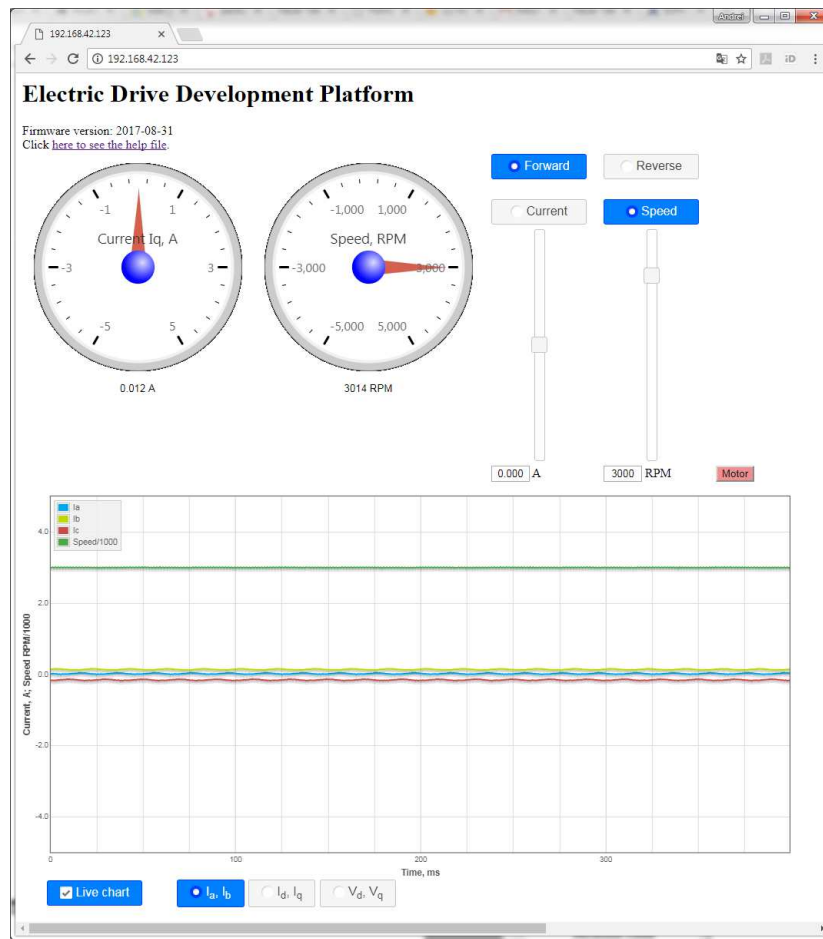 Andrei
192.168.42.123
192.168.42.123
Electric Drive Development Platform
Firmware version: 2017-08-31
Click here to see the help file.
Forward Reverse
Current Speed
-1 1
Current Iq, A
-3 3
-5 5
0.012 A
-1,000 1,000
Speed, RPM
-3,000 3,000
-5,000 5,000
3014 RPM
0.000 A
3000 RPM
Motor
Ia
Ib
Ic
Speed/1000
4.0
2.0
0.0
-2.0
-4.0
Current, A; Speed RPM/1000
0 100 200 300
Time, ms
Live chart
Ia, Ib
Id, Iq
Vd, Vq